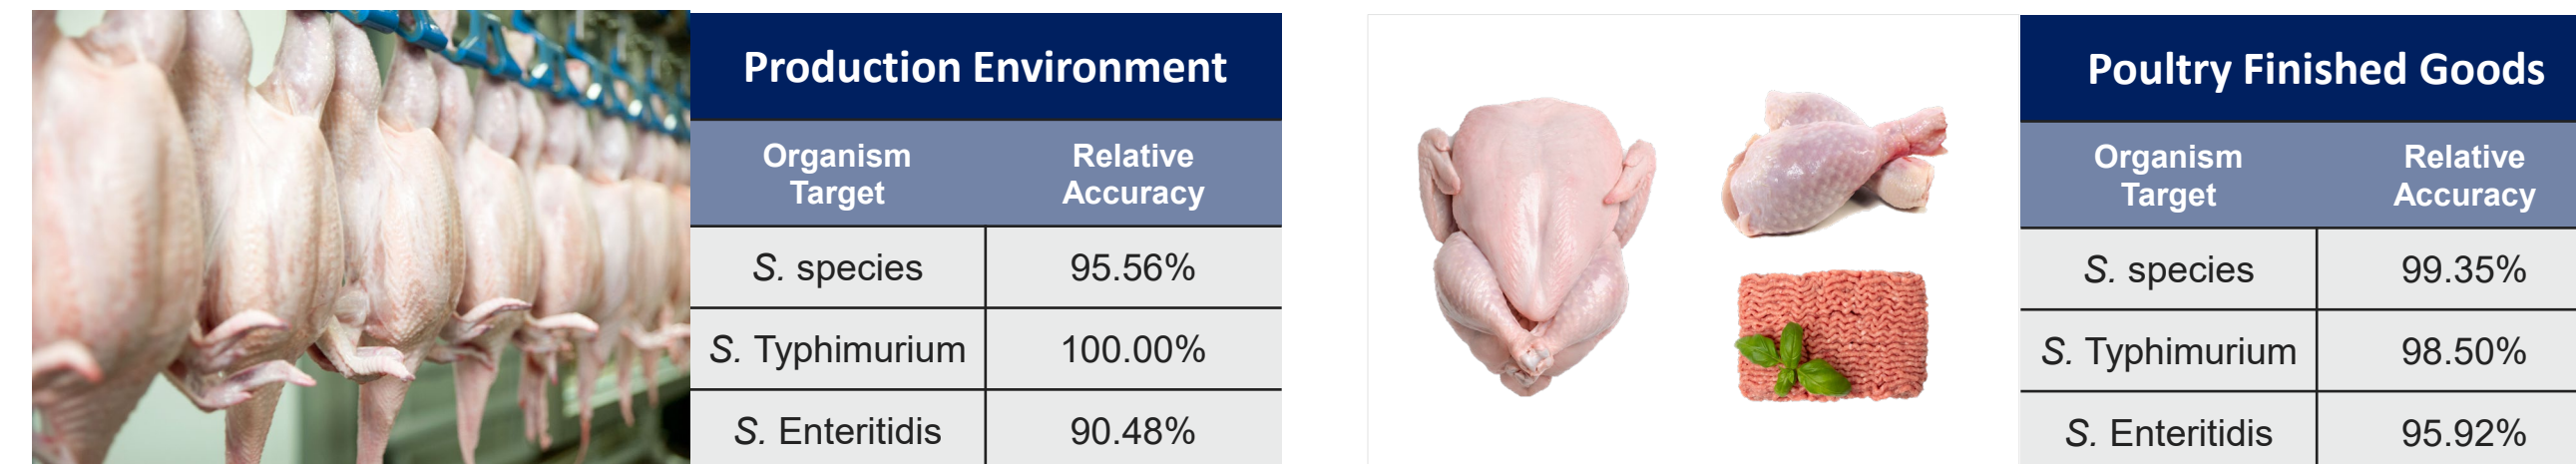 Production Environment
Organism Target
Relative Accuracy
S. species 95.56%
S. Typhimurium 100.00%
S. Enteritidis 90.48%
Poultry Finished Goods
Organism Target
Relative Accuracy
S. species 99.35%
S. Typhimurium 98.50%
S. Enteritidis 95.92%